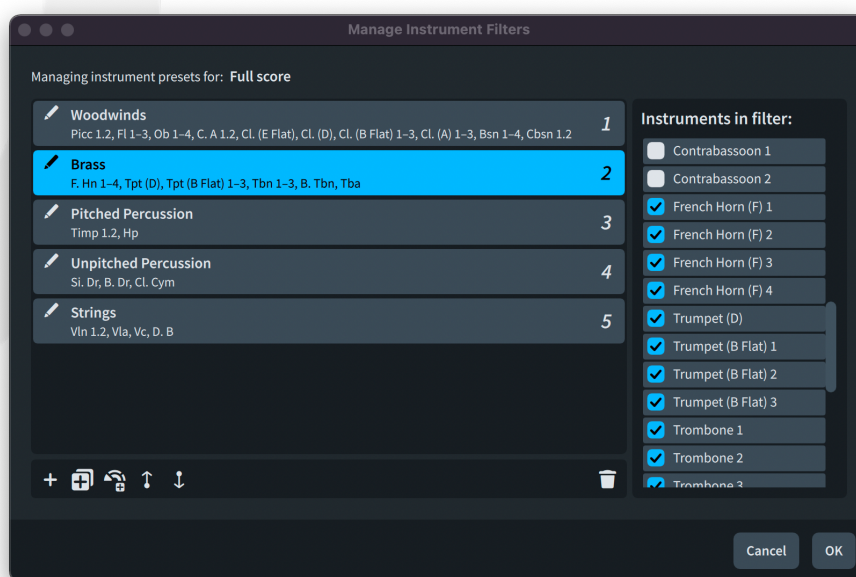 Manage Instrument Filters
Managing instrument presets for: Full score
Woodwinds
Picc 1.2, Fl 1–3, Ob 1–4, C. A 1.2, Cl. (E Flat), Cl. (D), Cl. (B Flat) 1–3, Cl. (A) 1–3, Bsn 1–4, Cbsn 1.2
1
Brass
F. Hn 1–4, Tpt (D), Tpt (B Flat) 1–3, Tbn 1–3, B. Tbn, Tba
2
Pitched Percussion
Timp 1.2, Hp
3
Unpitched Percussion
Si. Dr, B. Dr, Cl. Cym
4
Strings
Vln 1.2, Vla, Vc, D. B
5
Instruments in filter:
Contrabassoon 1
Contrabassoon 2
French Horn (F) 1
French Horn (F) 2
French Horn (F) 3
French Horn (F) 4
Trumpet (D)
Trumpet (B Flat) 1
Trumpet (B Flat) 2
Trumpet (B Flat) 3
Trombone 1
Trombone 2
Trombone 3
Cancel
OK